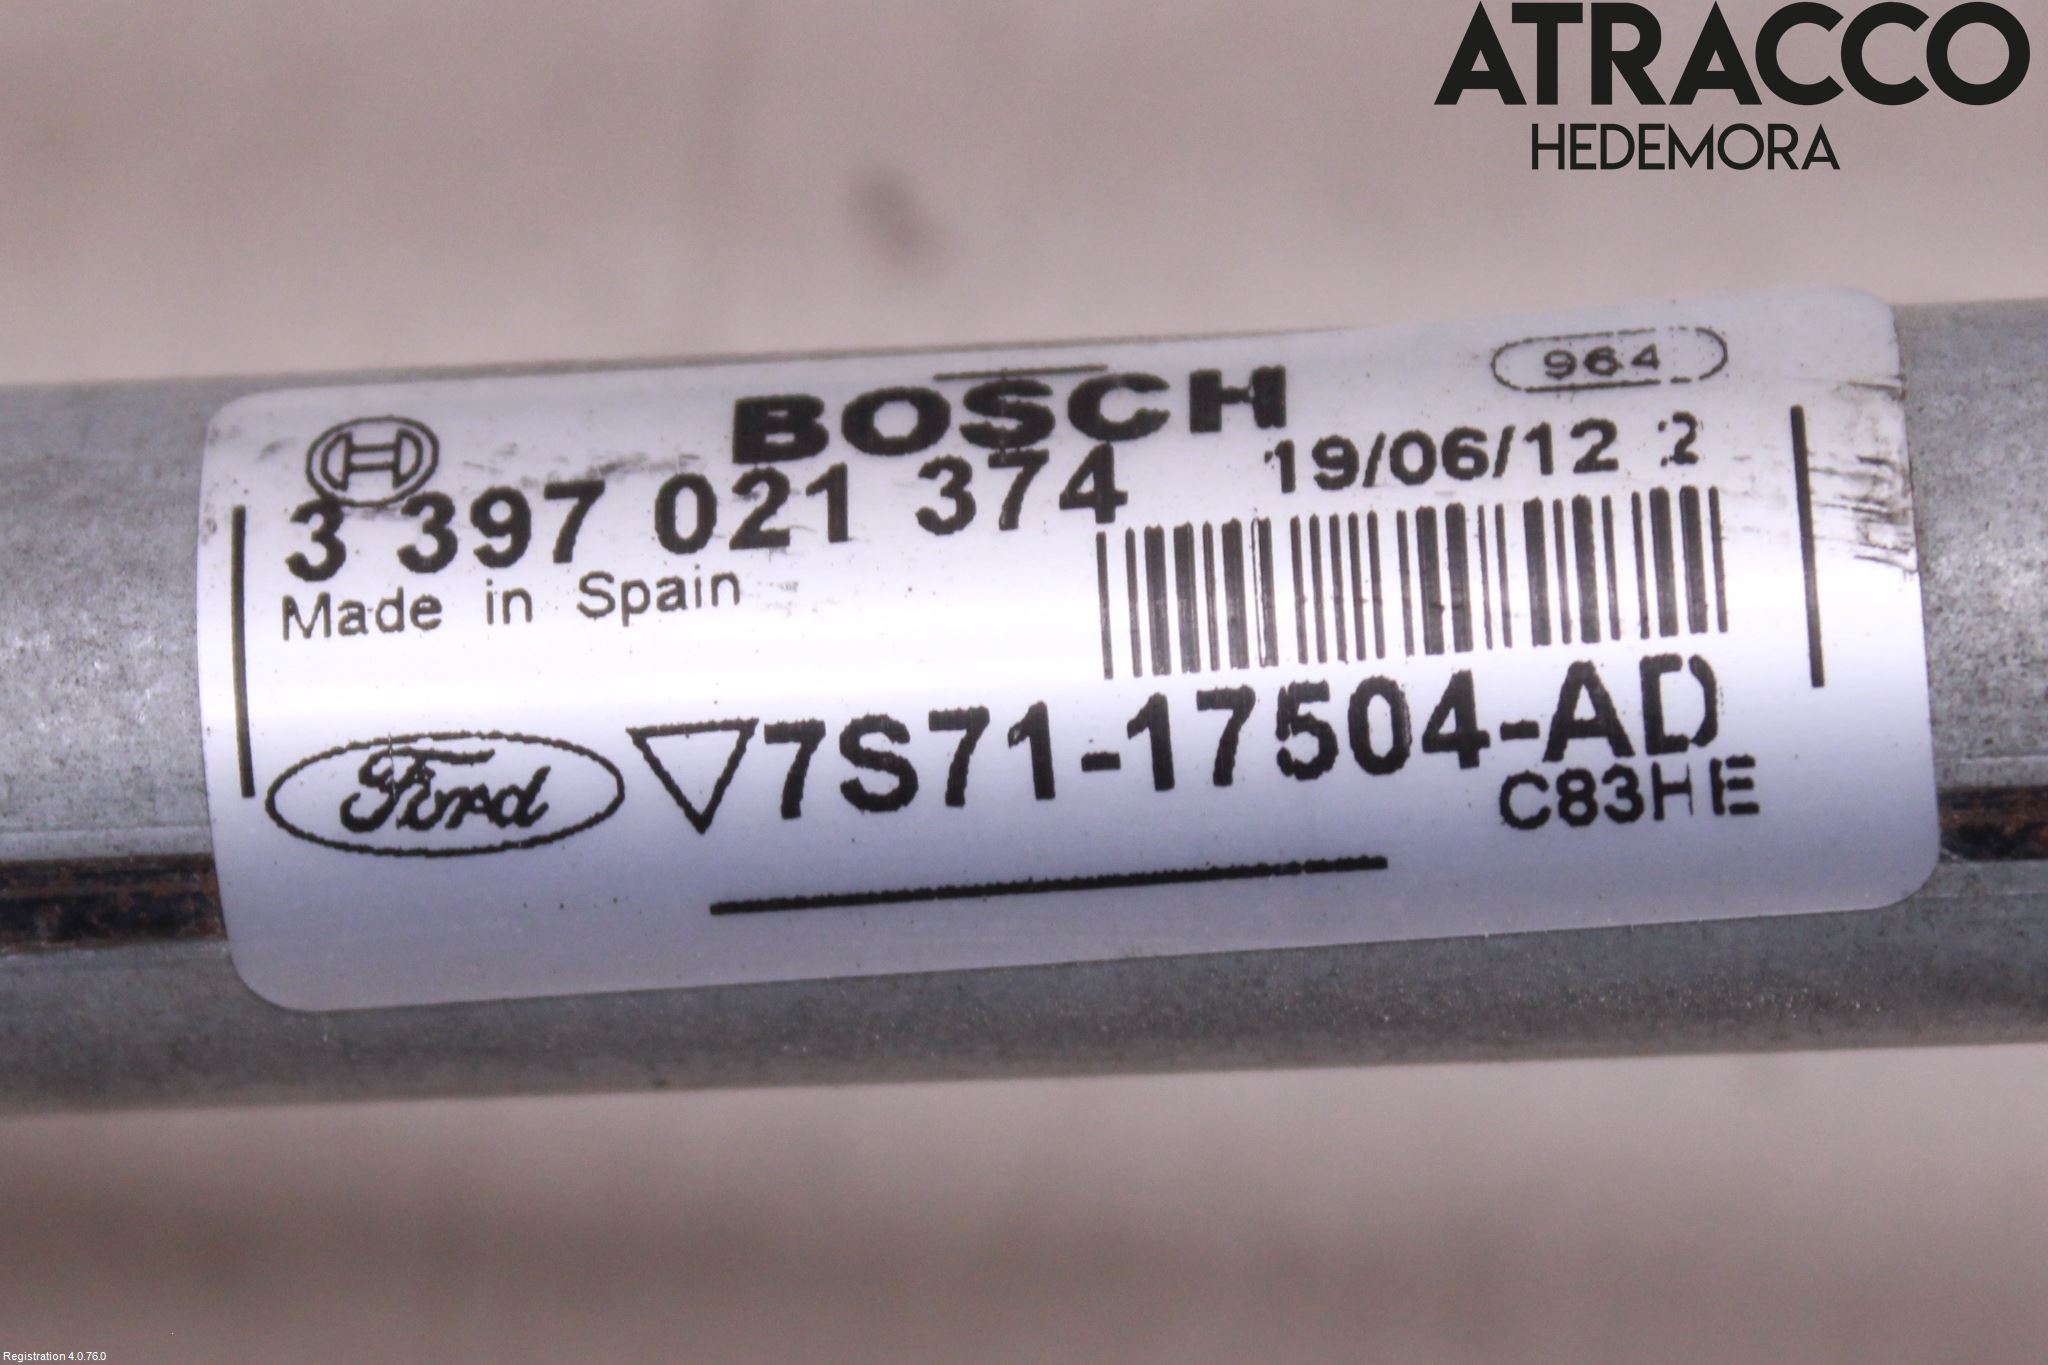 ATRACCO
HEDEMORA
964
BOSCH
3 397 021 374
19/06/12 2
Made in Spain
Ford 7S71-17504-AD
C83HE
Registration 4.0.76.0